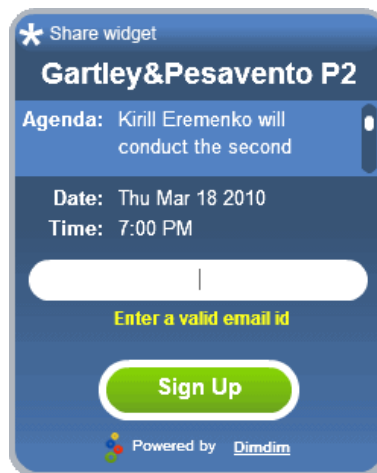 Share widget
Gartley&Pesavento P2
Agenda: Kirill Eremenko will
conduct the second
Date: Thu Mar 18 2010
Time: 7:00 PM
Enter a valid email id
Sign Up
Powered by Dimdim